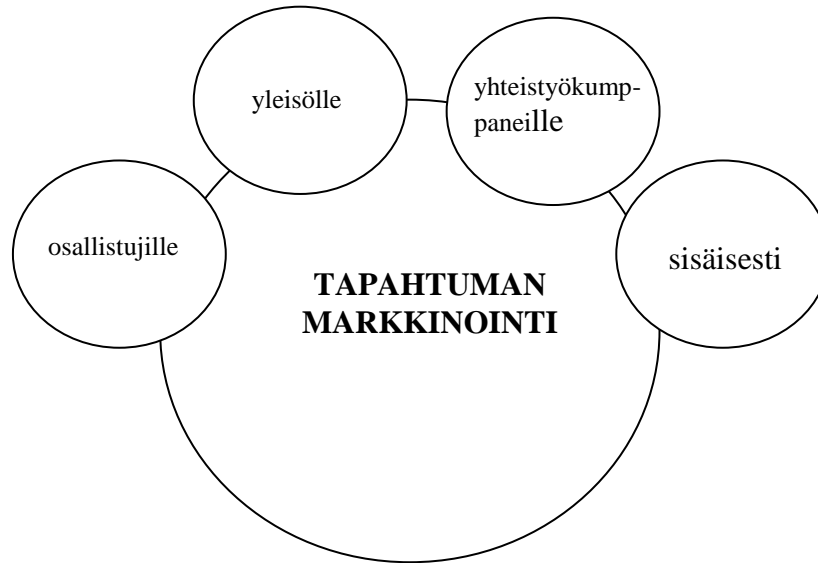 yleisölle
yhteistyökump-
paneille
osallistujille
sisäisesti
TAPAHTUMAN
MARKKINOINTI